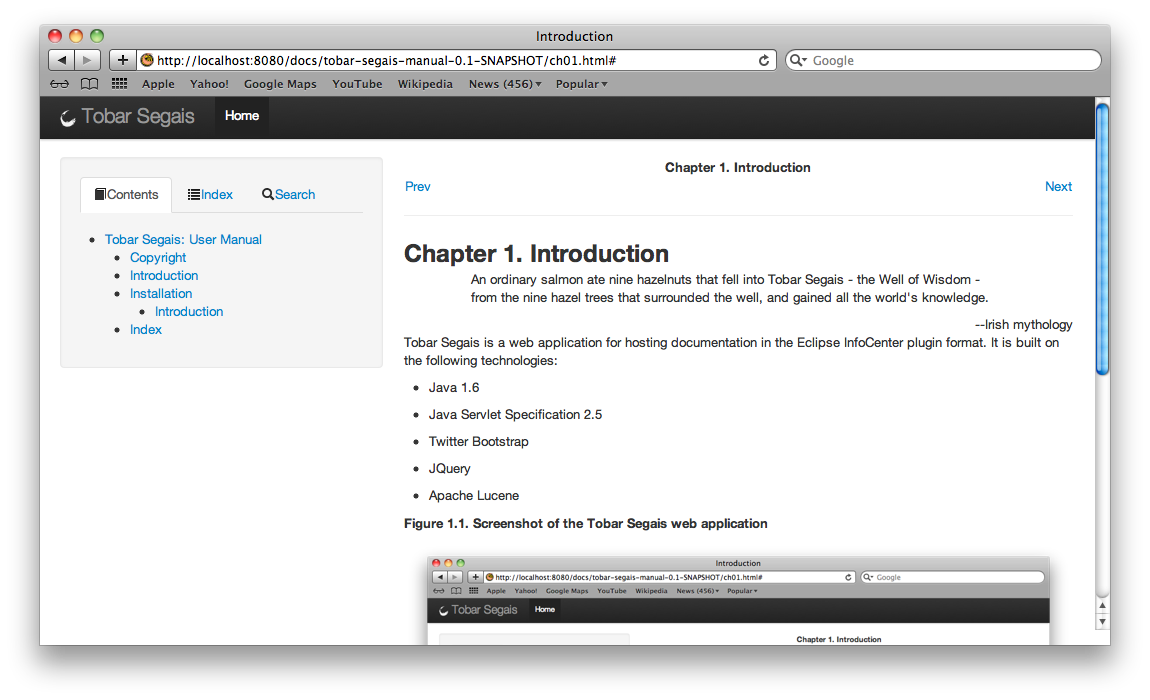 Introduction
http://localhost:8080/docs/tobar-segais-manual-0.1-SNAPSHOT/ch01.html#
Google
Apple Yahoo! Google Maps YouTube Wikipedia News (456) Popular
Tobar Segais Home
Contents Index Search
Tobar Segais: User Manual
Copyright
Introduction
Installation
Introduction
Index
Chapter 1. Introduction
Prev Next
Chapter 1. Introduction
An ordinary salmon ate nine hazelnuts that fell into Tobar Segais - the Well of Wisdom -
from the nine hazel trees that surrounded the well, and gained all the world's knowledge.
--Irish mythology
Tobar Segais is a web application for hosting documentation in the Eclipse InfoCenter plugin format. It is built on
the following technologies:
Java 1.6
Java Servlet Specification 2.5
Twitter Bootstrap
JQuery
Apache Lucene
Figure 1.1. Screenshot of the Tobar Segais web application
Introduction
http://localhost:8080/docs/tobar-segais-manual-0.1-SNAPSHOT/ch01.html#
Google
Apple Yahoo! Google Maps YouTube Wikipedia News (456) Popular
Tobar Segais Home
Chapter 1. Introduction